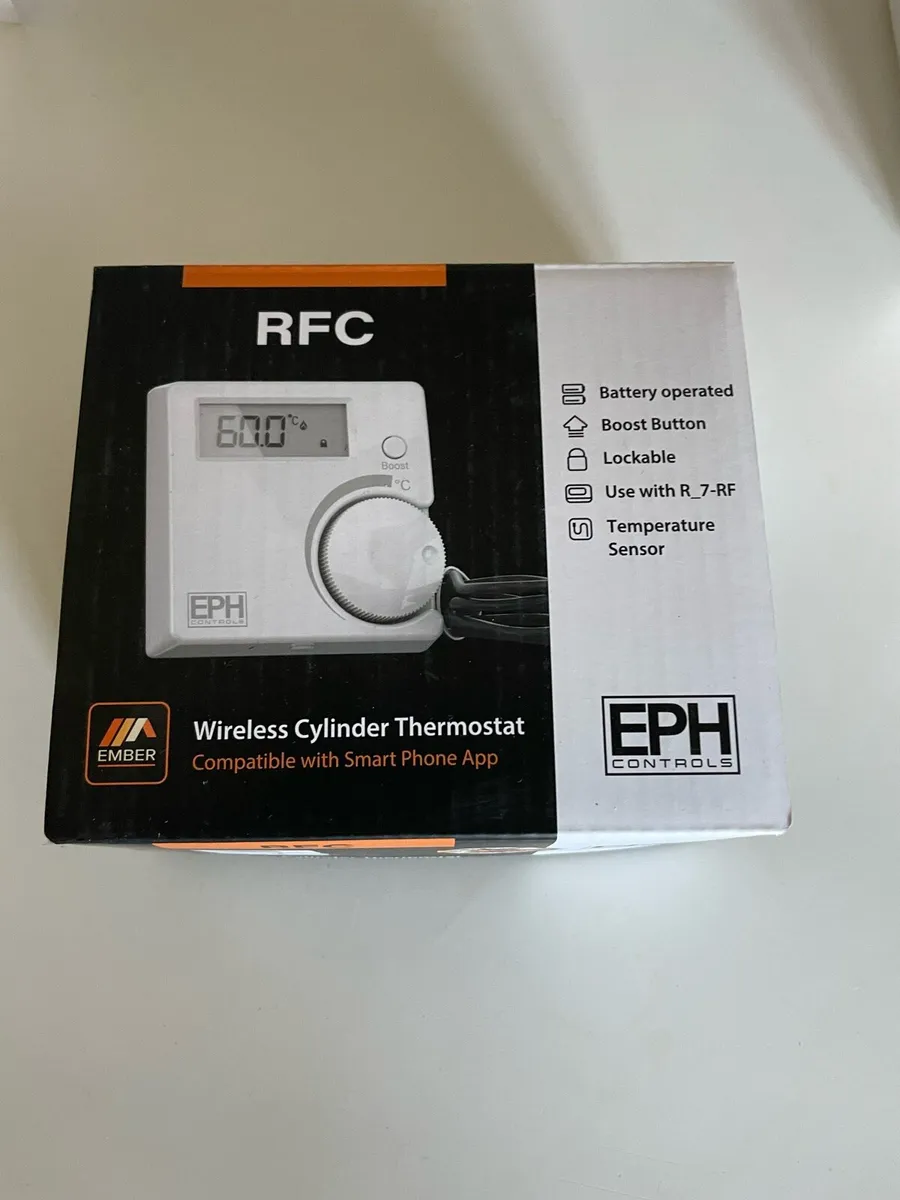 RFC
60.0°C
Boost
°C
EPH
CONTROLS
EMBER
Wireless Cylinder Thermostat
Compatible with Smart Phone App
Battery operated
Boost Button
Lockable
Use with R_7-RF
Temperature
Sensor
EPH
CONTROLS
RFC